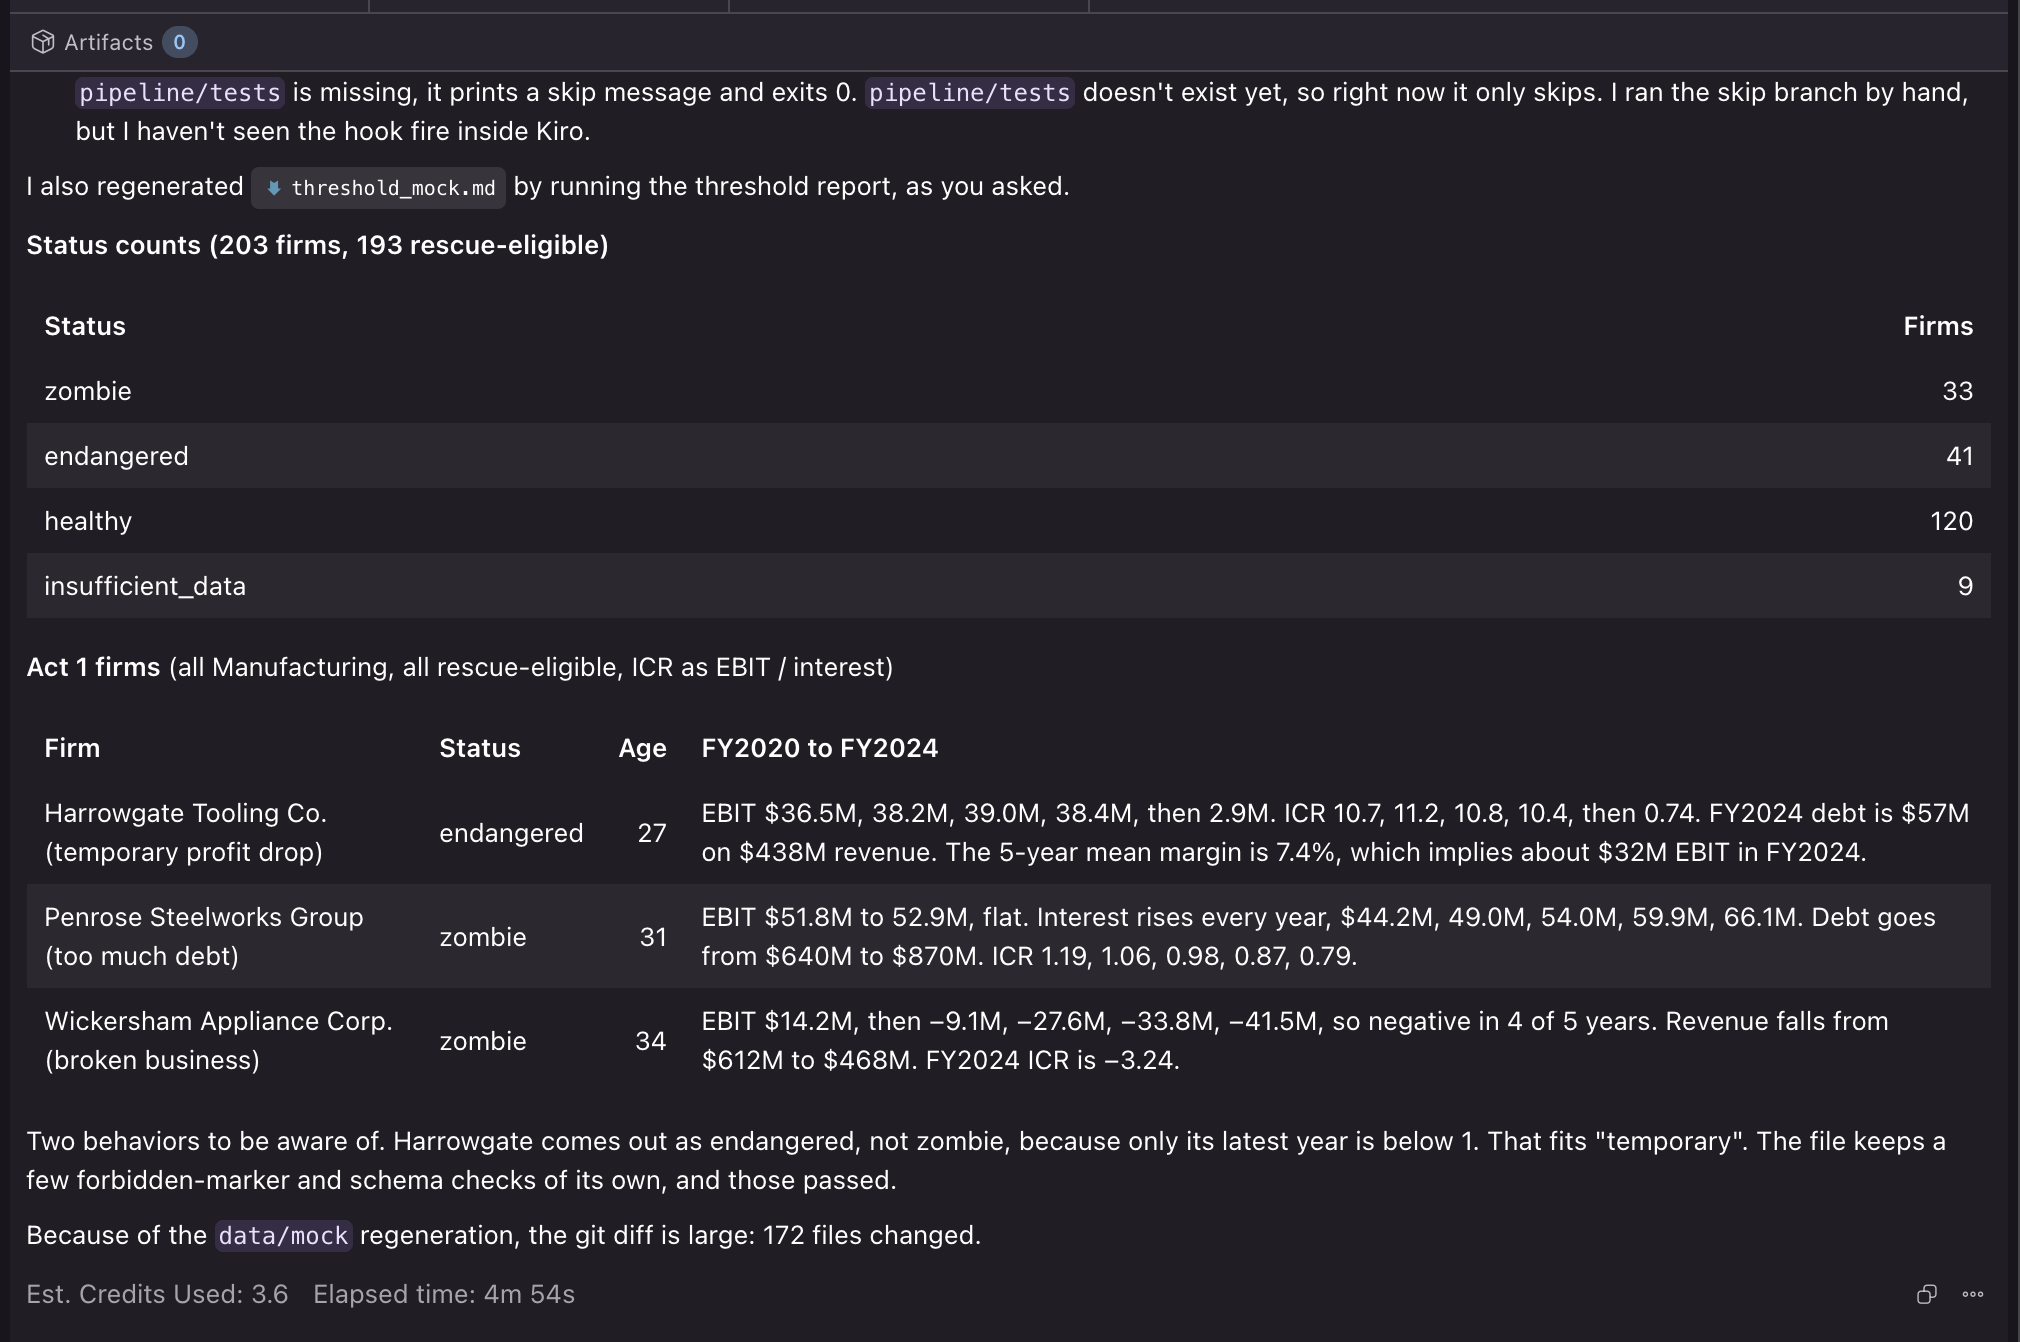 Artifacts 0
pipeline/tests is missing, it prints a skip message and exits 0. pipeline/tests doesn't exist yet, so right now it only skips. I ran the skip branch by hand,
but I haven't seen the hook fire inside Kiro.
I also regenerated threshold_mock.md by running the threshold report, as you asked.
Status counts (203 firms, 193 rescue-eligible)
Status Firms
zombie 33
endangered 41
healthy 120
insufficient_data 9
Act 1 firms (all Manufacturing, all rescue-eligible, ICR as EBIT / interest)
Firm Status Age FY2020 to FY2024
Harrowgate Tooling Co.
(temporary profit drop)
endangered
27
EBIT $36.5M, 38.2M, 39.0M, 38.4M, then 2.9M. ICR 10.7, 11.2, 10.8, 10.4, then 0.74. FY2024 debt is $57M
on $438M revenue. The 5-year mean margin is 7.4%, which implies about $32M EBIT in FY2024.
Penrose Steelworks Group
(too much debt)
zombie
31
EBIT $51.8M to 52.9M, flat. Interest rises every year, $44.2M, 49.0M, 54.0M, 59.9M, 66.1M. Debt goes
from $640M to $870M. ICR 1.19, 1.06, 0.98, 0.87, 0.79.
Wickersham Appliance Corp.
(broken business)
zombie
34
EBIT $14.2M, then −9.1M, −27.6M, −33.8M, −41.5M, so negative in 4 of 5 years. Revenue falls from
$612M to $468M. FY2024 ICR is −3.24.
Two behaviors to be aware of. Harrowgate comes out as endangered, not zombie, because only its latest year is below 1. That fits "temporary". The file keeps a
few forbidden-marker and schema checks of its own, and those passed.
Because of the data/mock regeneration, the git diff is large: 172 files changed.
Est. Credits Used: 3.6 Elapsed time: 4m 54s